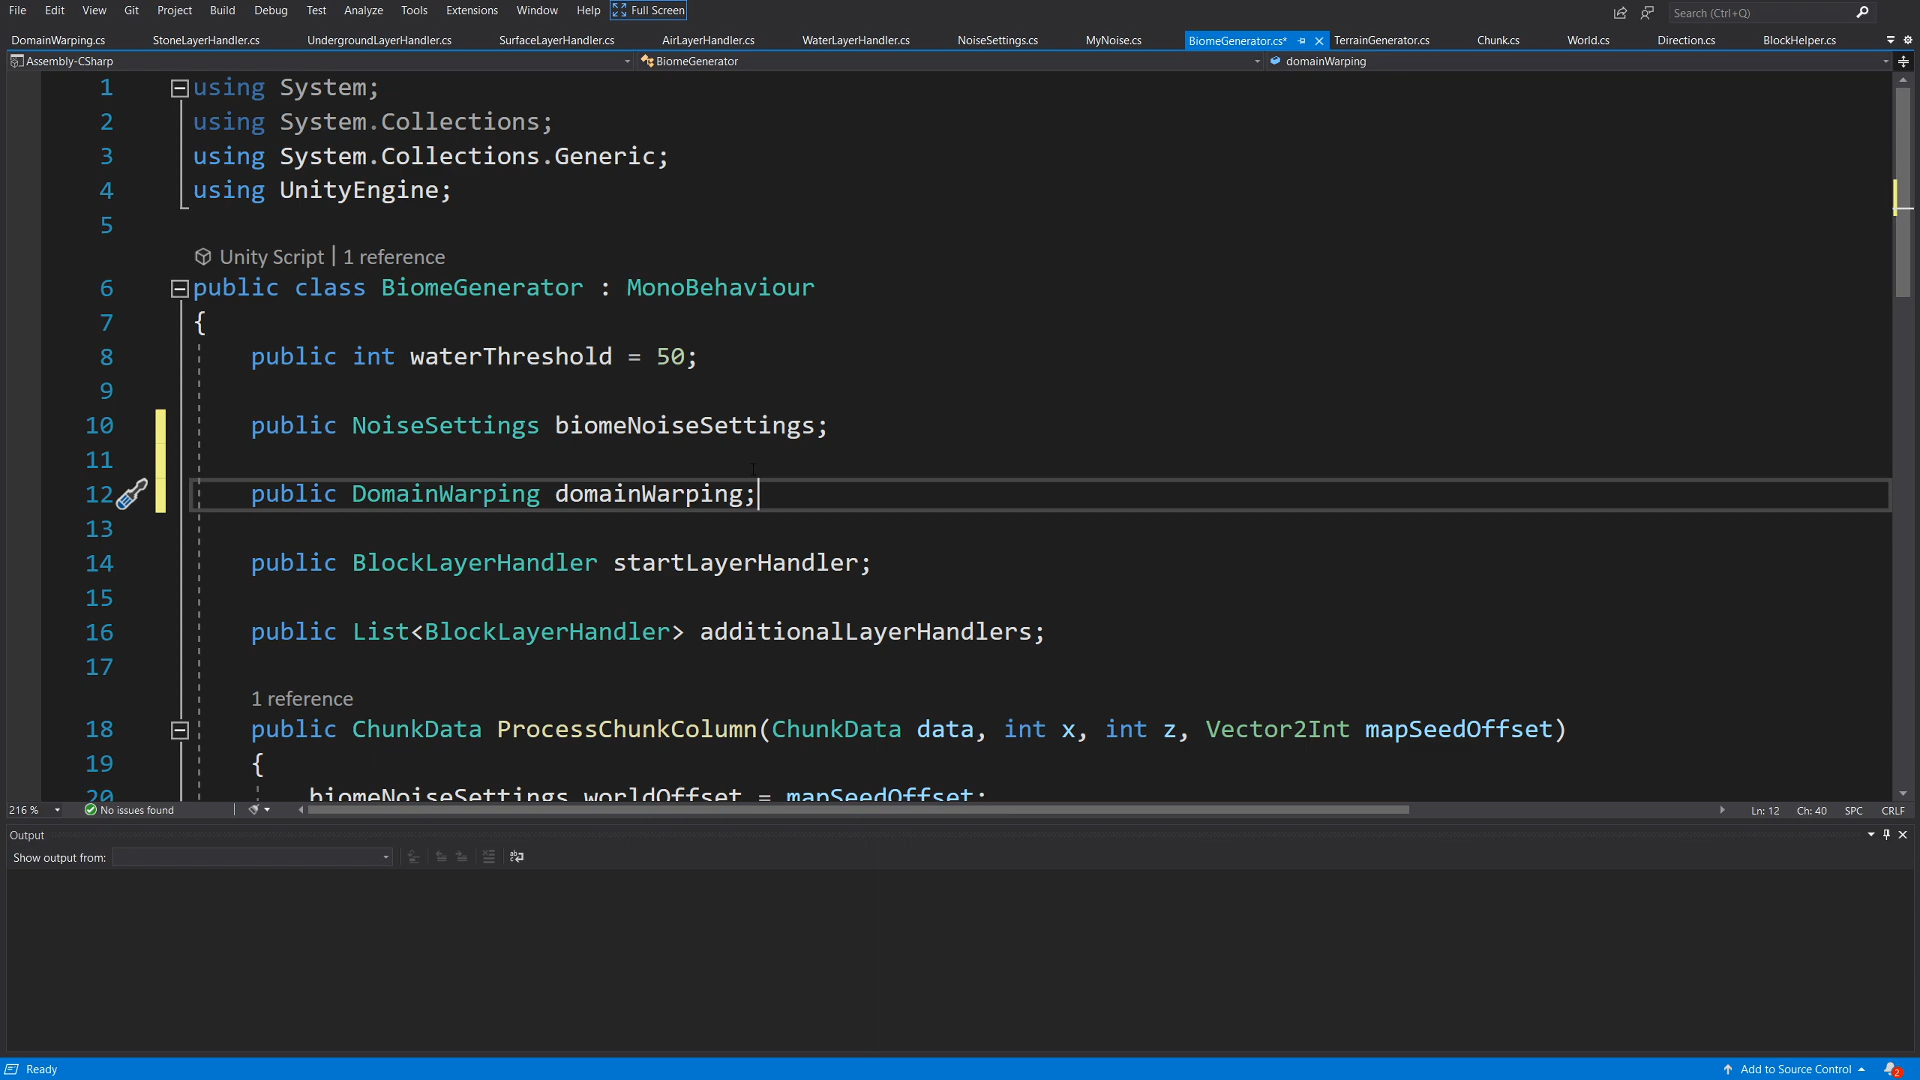 File Edit View Git Project Build Debug Test Analyze Tools Extensions Window Help Full Screen Search (Ctrl+Q)
DomainWarping.cs StoneLayerHandler.cs UndergroundLayerHandler.cs SurfaceLayerHandler.cs AirLayerHandler.cs WaterLayerHandler.cs NoiseSettings.cs MyNoise.cs BiomeGenerator.cs* TerrainGenerator.cs Chunk.cs World.cs Direction.cs BlockHelper.cs
Assembly-CSharp BiomeGenerator domainWarping
1 using System;
2 using System.Collections;
3 using System.Collections.Generic;
4 using UnityEngine;
5
Unity Script | 1 reference
6 public class BiomeGenerator : MonoBehaviour
7 {
8 public int waterThreshold = 50;
9
10 public NoiseSettings biomeNoiseSettings;
11
12 public DomainWarping domainWarping;
13
14 public BlockLayerHandler startLayerHandler;
15
16 public List<BlockLayerHandler> additionalLayerHandlers;
17
1 reference
18 public ChunkData ProcessChunkColumn(ChunkData data, int x, int z, Vector2Int mapSeedOffset)
19 {
20 biomeNoiseSettings.worldOffset = mapSeedOffset;
216 % No issues found Ln: 12 Ch: 40 SPC CRLF
Output
Show output from:
Ready Add to Source Control 2